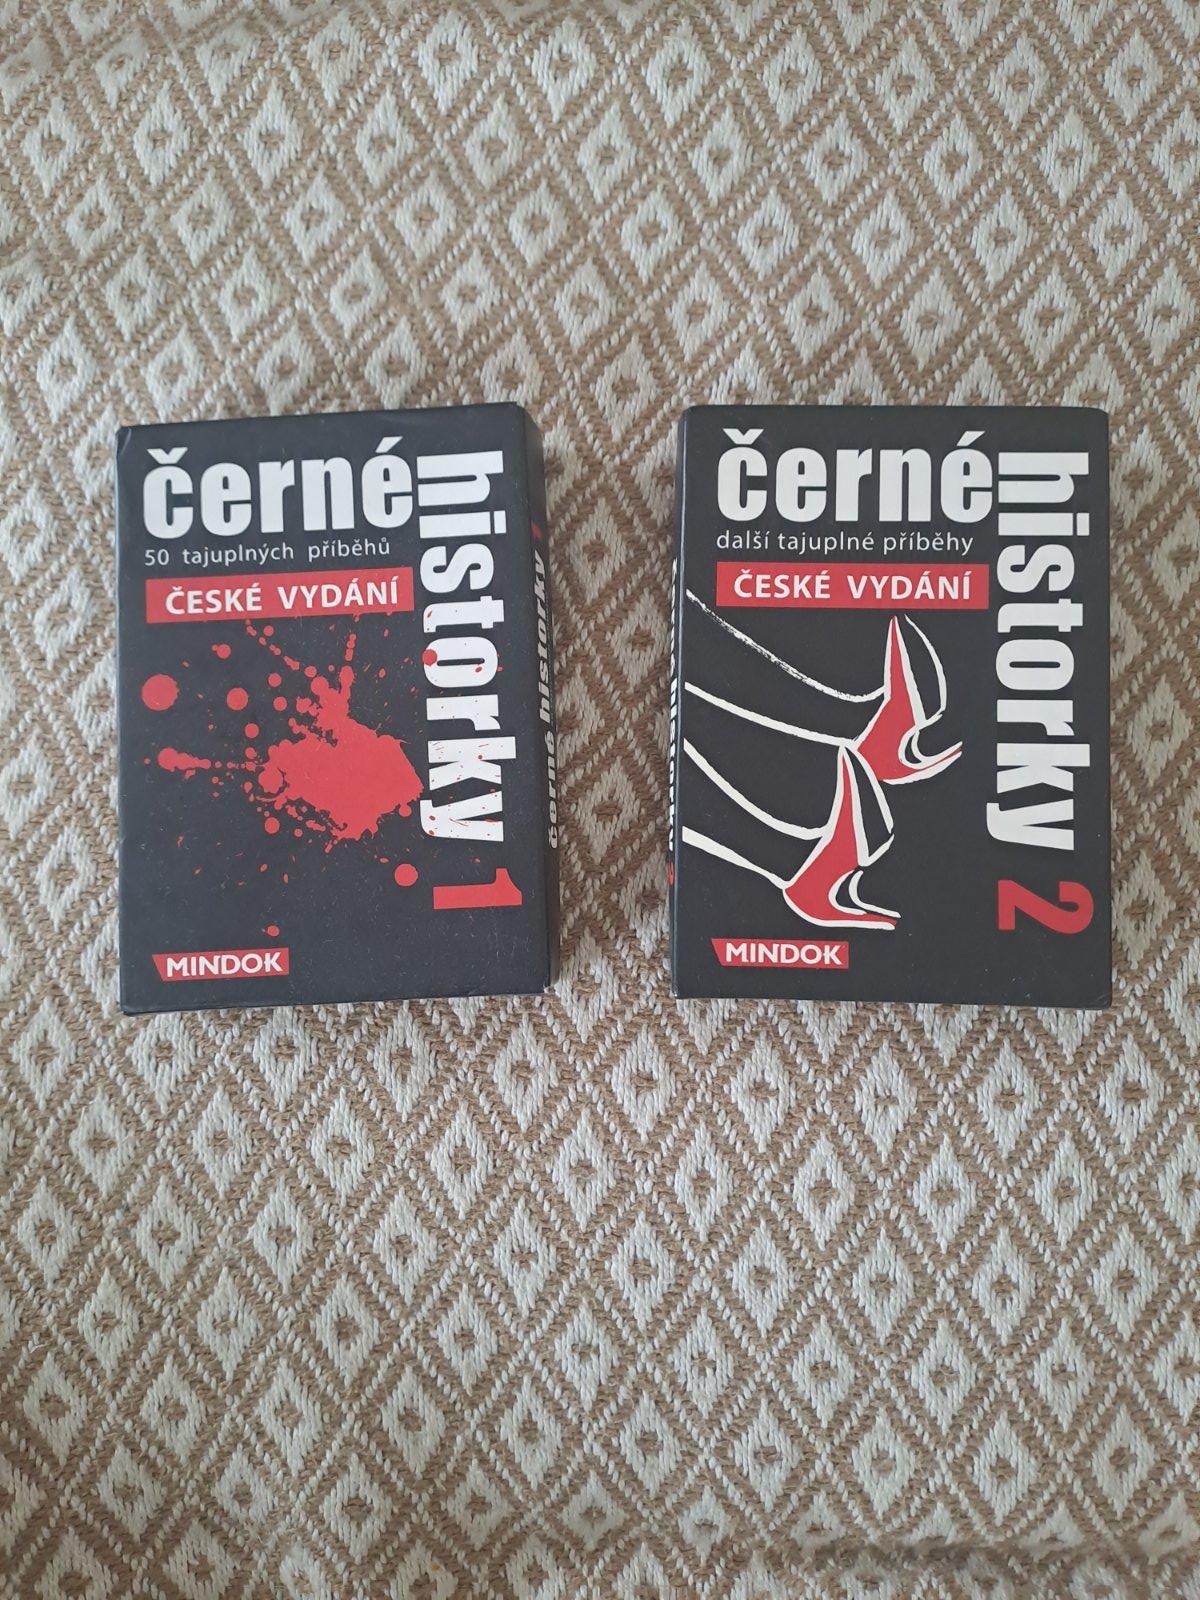 černé
historky 1
50 tajuplných příběhů
ČESKÉ VYDÁNÍ
MINDOK
černé historky 1
černé
historky 2
další tajuplné příběhy
ČESKÉ VYDÁNÍ
MINDOK